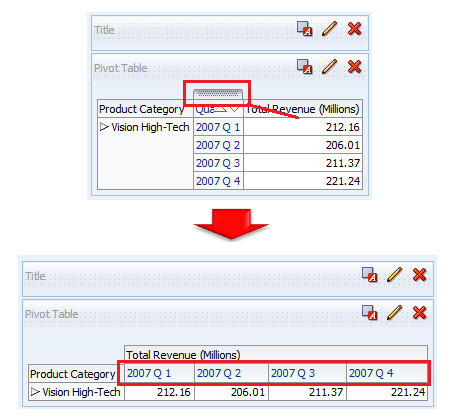 Title
Pivot Table
Product Category Qua Total Revenue (Millions)
Vision High-Tech 2007 Q 1 212.16
2007 Q 2 206.01
2007 Q 3 211.37
2007 Q 4 221.24
Title
Pivot Table
Total Revenue (Millions)
Product Category 2007 Q 1 2007 Q 2 2007 Q 3 2007 Q 4
Vision High-Tech 212.16 206.01 211.37 221.24